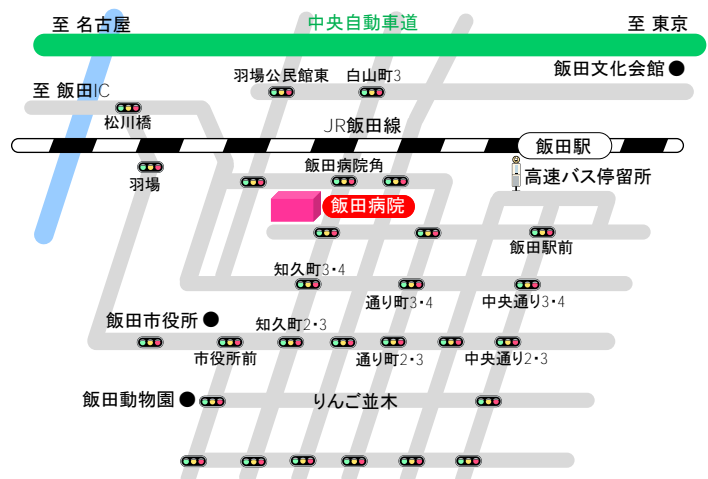 至 名古屋
中央自動車道
至 東京
羽場公民館東
白山町3
飯田文化会館
至 飯田IC
松川橋
JR飯田線
飯田駅
羽場
飯田病院角
高速バス停留所
飯田病院
飯田駅前
知久町3・4
通り町3・4
中央通り3・4
飯田市役所
知久町2・3
市役所前
通り町2・3
中央通り2・3
飯田動物園
りんご並木